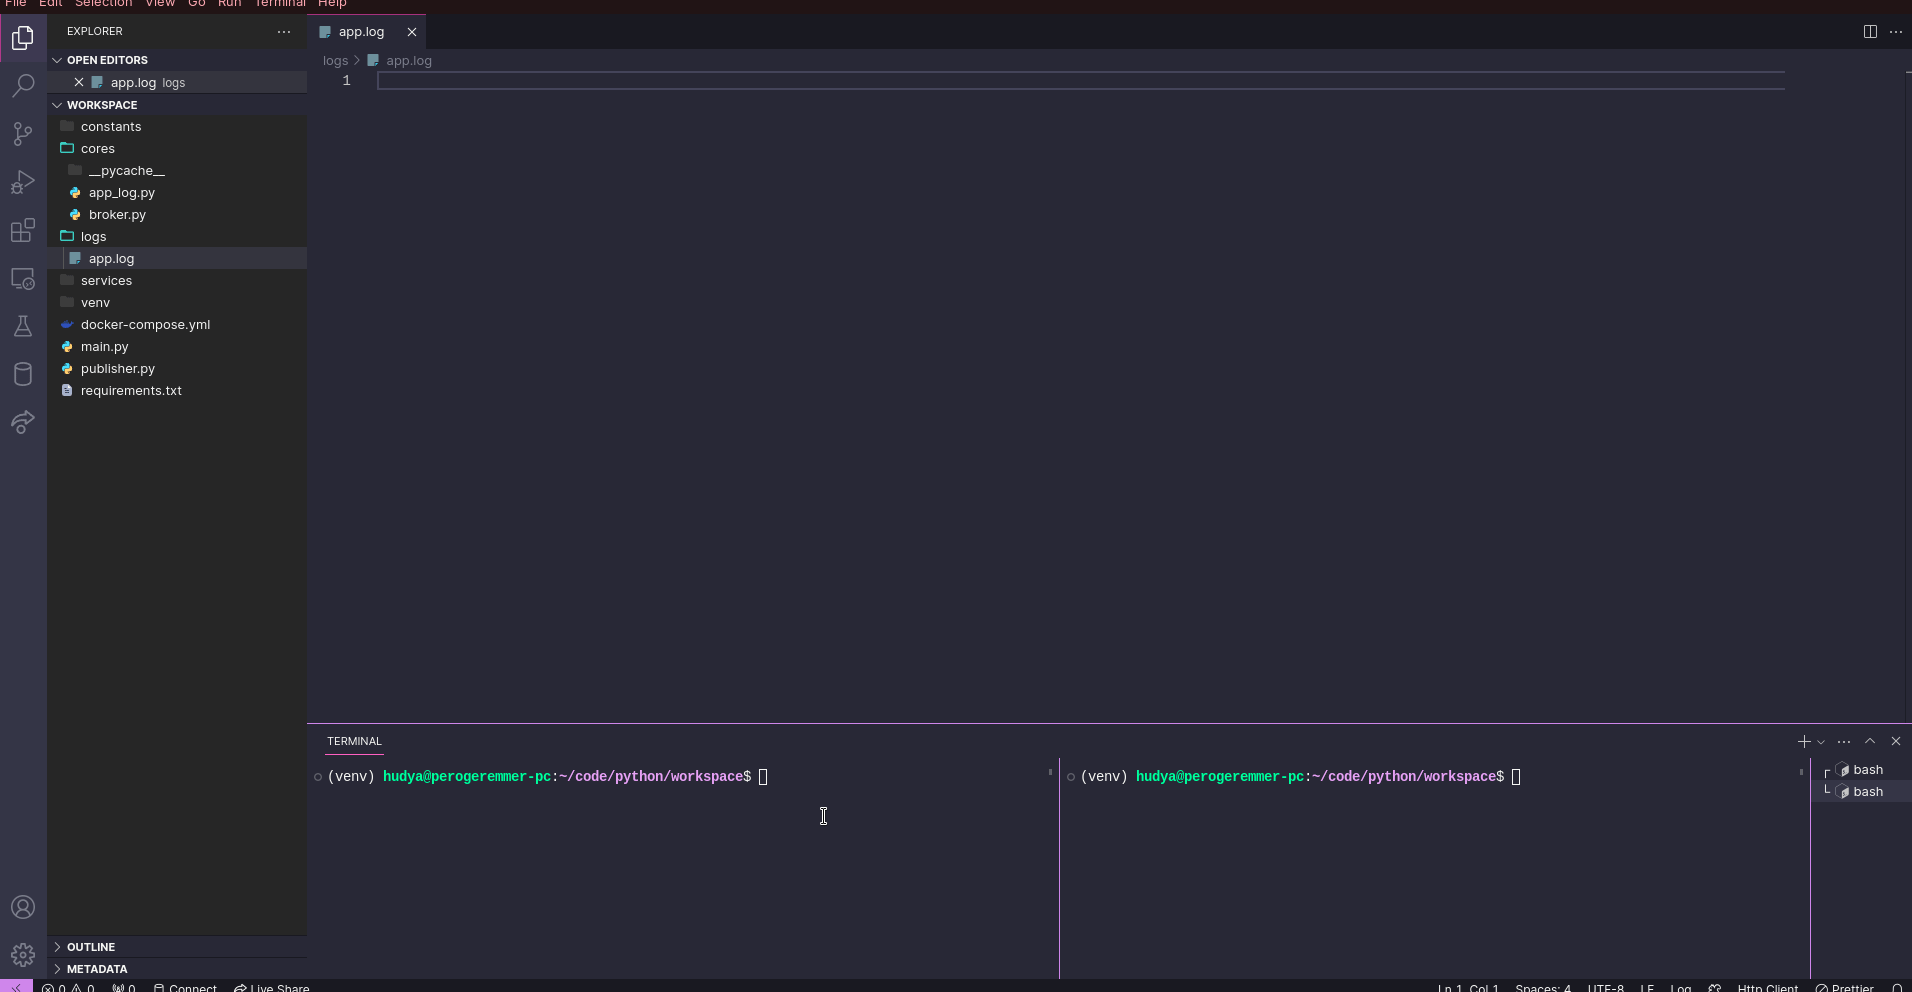 File Edit Selection View Go Run Terminal Help
EXPLORER
app.log
OPEN EDITORS
app.log logs
logs > app.log
1
WORKSPACE
constants
cores
__pycache__
app_log.py
broker.py
logs
app.log
services
venv
docker-compose.yml
main.py
publisher.py
requirements.txt
TERMINAL
(venv) hudya@perogeremmer-pc:~/code/python/workspace$
(venv) hudya@perogeremmer-pc:~/code/python/workspace$
bash
bash
OUTLINE
METADATA
0 0 0 Connect Live Share
Ln 1, Col 1 Spaces: 4 UTF-8 LF Log Http Client Prettier